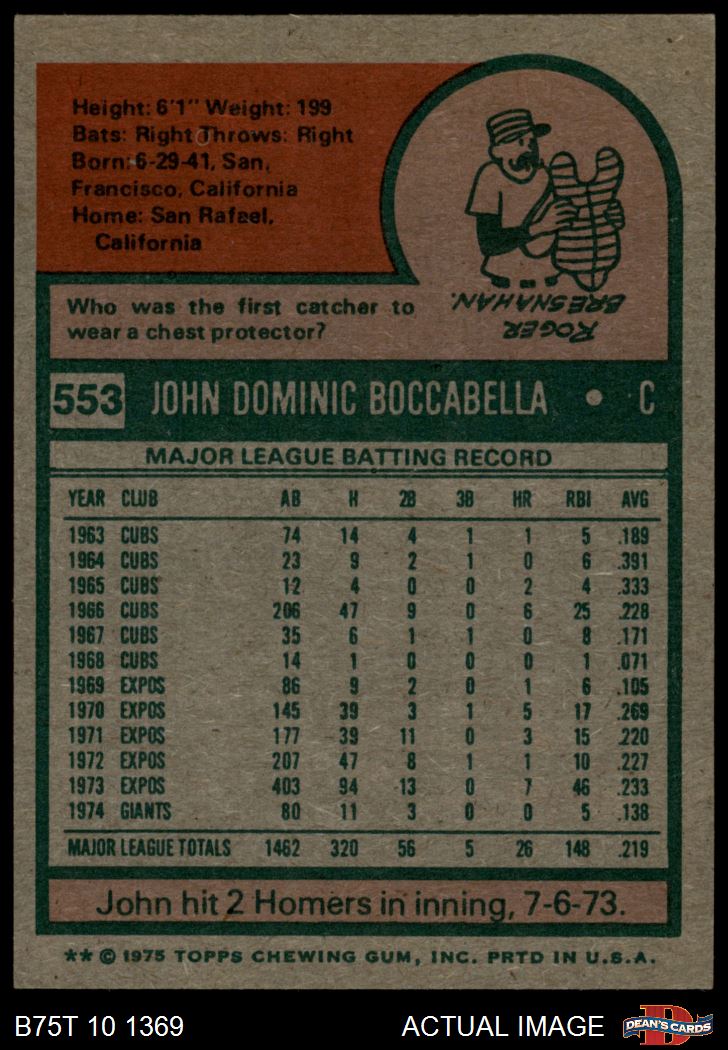 Height: 6'1" Weight: 199
Bats: Right Throws: Right
Born: 6-29-41, San,
Francisco, California
Home: San Rafael,
California
Who was the first catcher to
wear a chest protector?
ROGER
BRESNAHAN.
553 JOHN DOMINIC BOCCABELLA • C
MAJOR LEAGUE BATTING RECORD
YEAR CLUB AB H 2B 3B HR RBI AVG
1963 CUBS 74 14 4 1 1 5 .189
1964 CUBS 23 9 2 1 0 6 .391
1965 CUBS 12 4 0 0 2 4 .333
1966 CUBS 206 47 9 0 6 25 .228
1967 CUBS 35 6 1 1 0 8 .171
1968 CUBS 14 1 0 0 0 1 .071
1969 EXPOS 86 9 2 0 1 6 .105
1970 EXPOS 145 39 3 1 5 17 .269
1971 EXPOS 177 39 11 0 3 15 .220
1972 EXPOS 207 47 8 1 1 10 .227
1973 EXPOS 403 94 13 0 7 46 .233
1974 GIANTS 80 11 3 0 0 5 .138
MAJOR LEAGUE TOTALS 1462 320 56 5 26 148 .219
John hit 2 Homers in inning, 7-6-73.
** © 1975 TOPPS CHEWING GUM, INC. PRTD IN U.S.A.
B75T 10 1369 ACTUAL IMAGE
D
DEAN'S CARDS